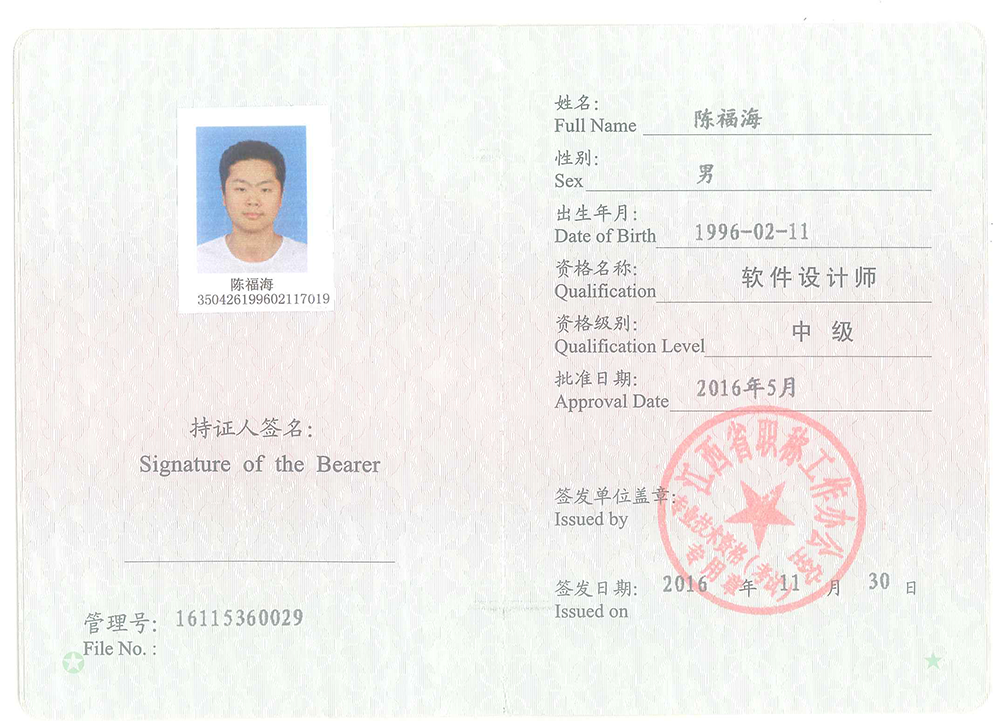 陈福海
350426199602117019
持证人签名:
Signature of the Bearer
管理号: 16115360029
File No. :
姓名:
Full Name 陈福海
性别:
Sex 男
出生年月:
Date of Birth 1996-02-11
资格名称:
Qualification 软件设计师
资格级别:
Qualification Level 中级
批准日期:
Approval Date 2016年5月
签发单位盖章:
Issued by
江西省职称工作办公室
专业技术资格(考试)
专用章
签发日期: 2016 年 11 月 30 日
Issued on